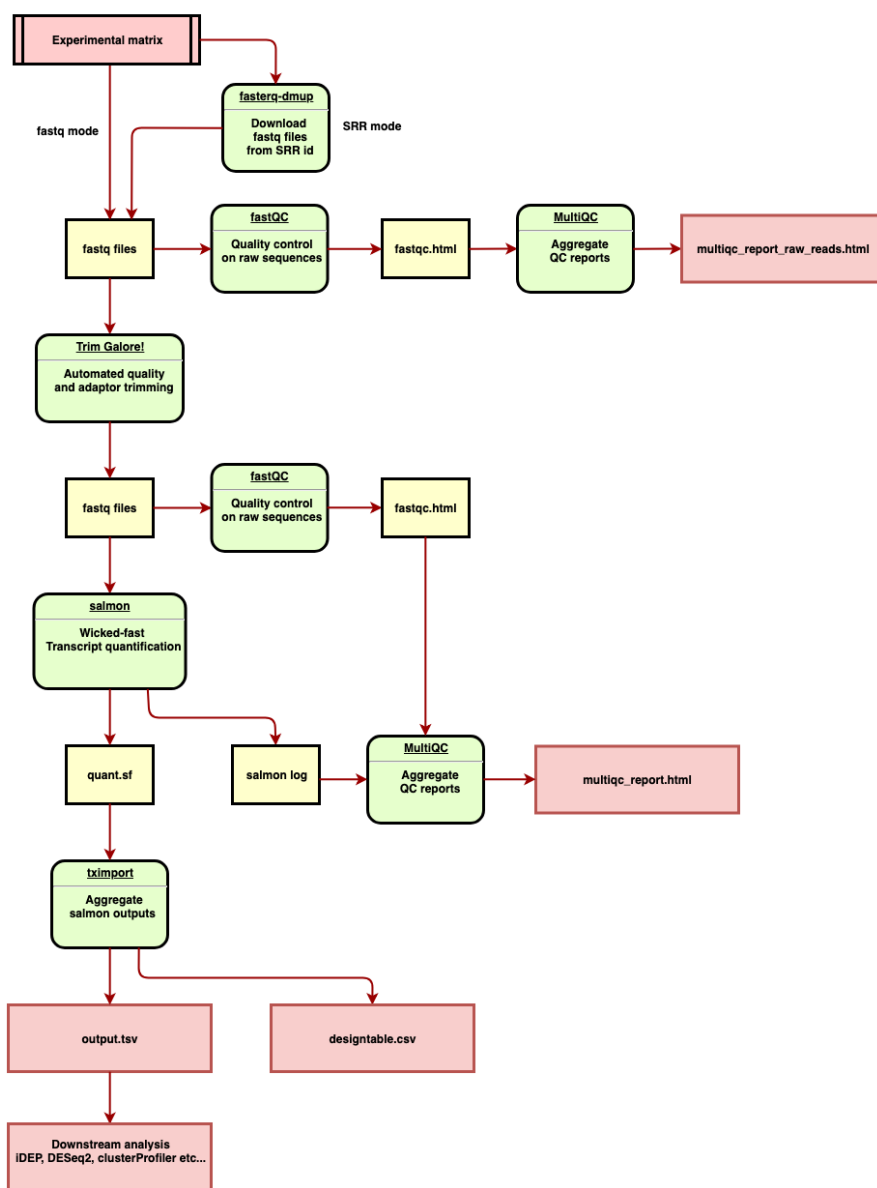 Experimental matrix
fasterq-dmup
Download
fastq files
from SRR id
fastq mode
SRR mode
fastq files
fastQC
Quality control
on raw sequences
fastqc.html
MultiQC
Aggregate
QC reports
multiqc_report_raw_reads.html
Trim Galore!
Automated quality
and adaptor trimming
fastq files
fastQC
Quality control
on raw sequences
fastqc.html
salmon
Wicked-fast
Transcript quantification
quant.sf
salmon log
MultiQC
Aggregate
QC reports
multiqc_report.html
tximport
Aggregate
salmon outputs
output.tsv
designtable.csv
Downstream analysis
iDEP, DESeq2, clusterProfiler etc...